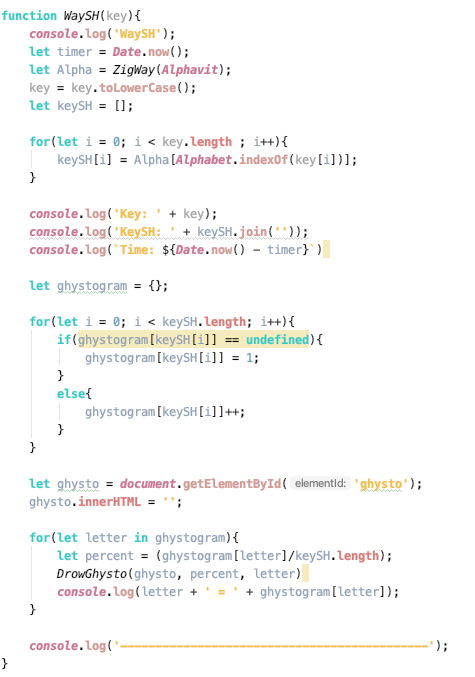 function WaySH(key){
console.log('WaySH');
let timer = Date.now();
let Alpha = ZigWay(Alphavit);
key = key.toLowerCase();
let keySH = [];
for(let i = 0; i < key.length ; i++){
keySH[i] = Alpha[Alphabet.indexOf(key[i])];
}
console.log('Key: ' + key);
console.log('KeySH: ' + keySH.join(''));
console.log(`Time: ${Date.now() - timer}`)
let ghystogram = {};
for(let i = 0; i < keySH.length; i++){
if(ghystogram[keySH[i]] == undefined){
ghystogram[keySH[i]] = 1;
}
else{
ghystogram[keySH[i]]++;
}
}
let ghysto = document.getElementById( elementId: 'ghysto');
ghysto.innerHTML = '';
for(let letter in ghystogram){
let percent = (ghystogram[letter]/keySH.length);
DrowGhysto(ghysto, percent, letter)
console.log(letter + ' = ' + ghystogram[letter]);
}
console.log('--------------------------------------------');
}